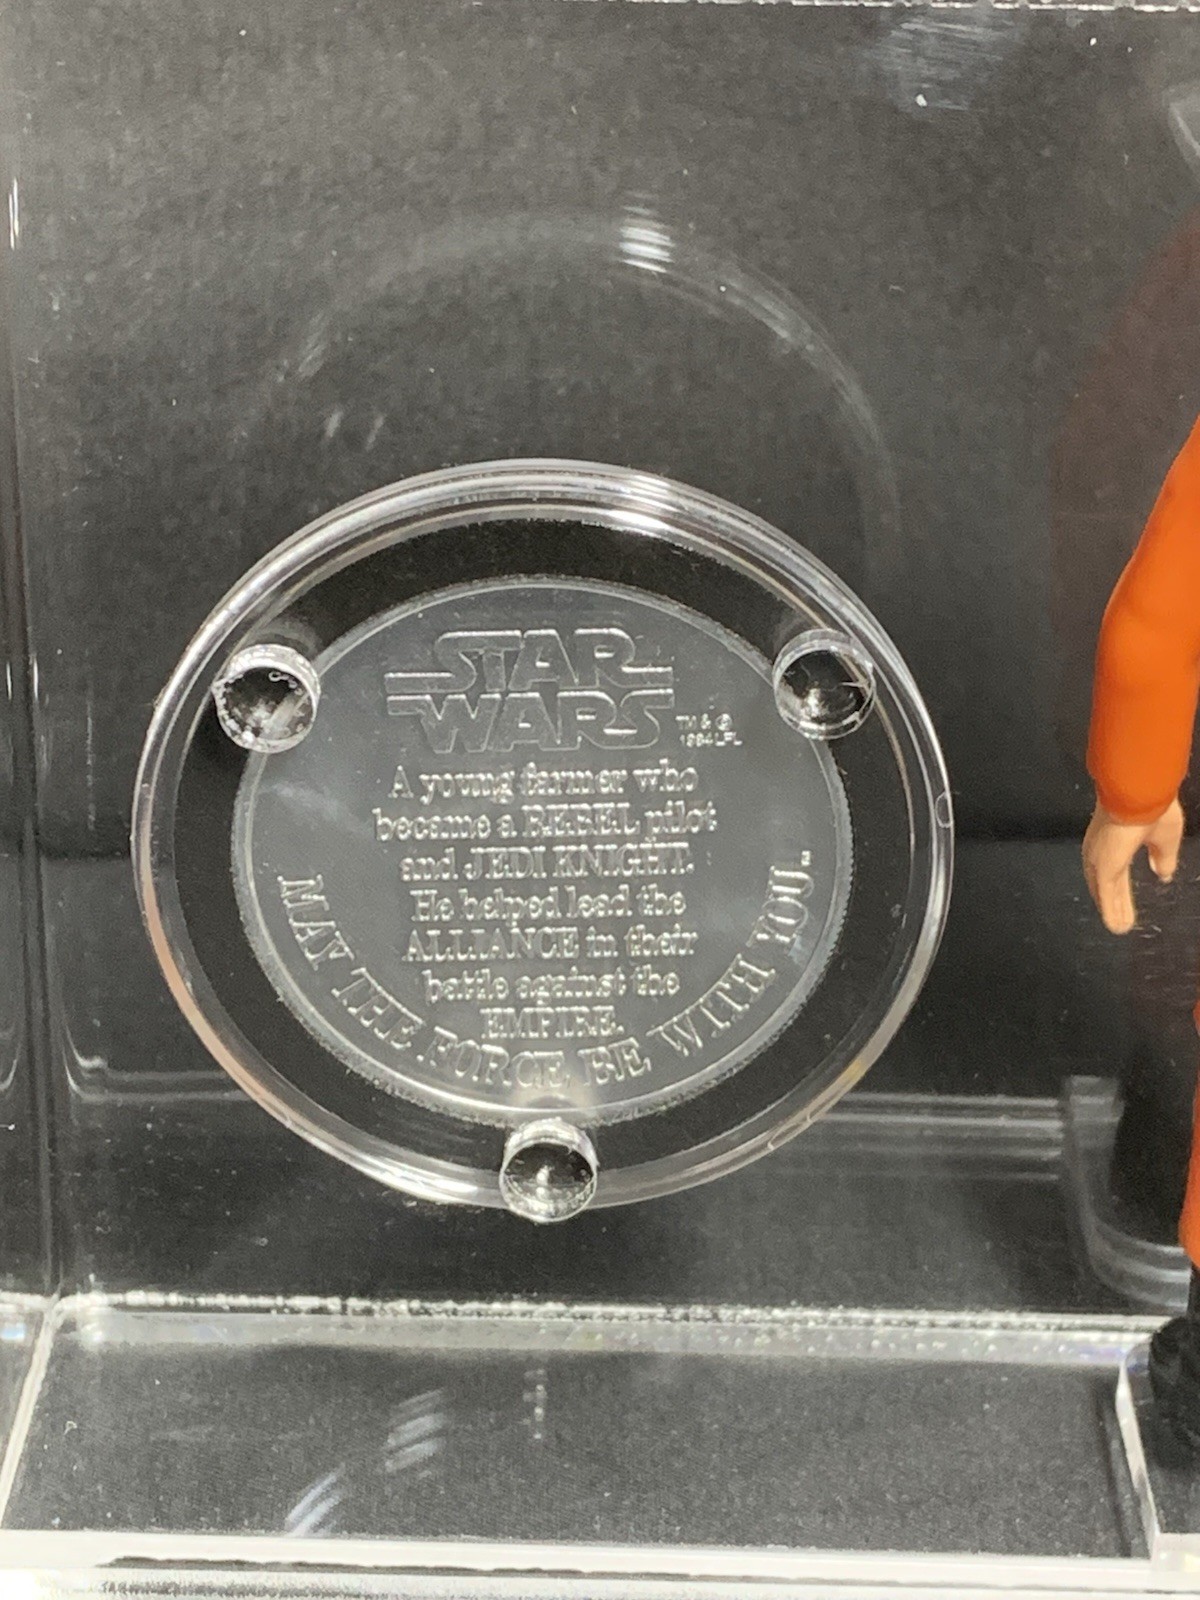 STAR
WARS
TM & ©
1984 LFL
A young farmer who
became a REBEL pilot
and JEDI KNIGHT.
He helped lead the
ALLIANCE in their
battle against the
EMPIRE.
MAY THE FORCE BE WITH YOU.